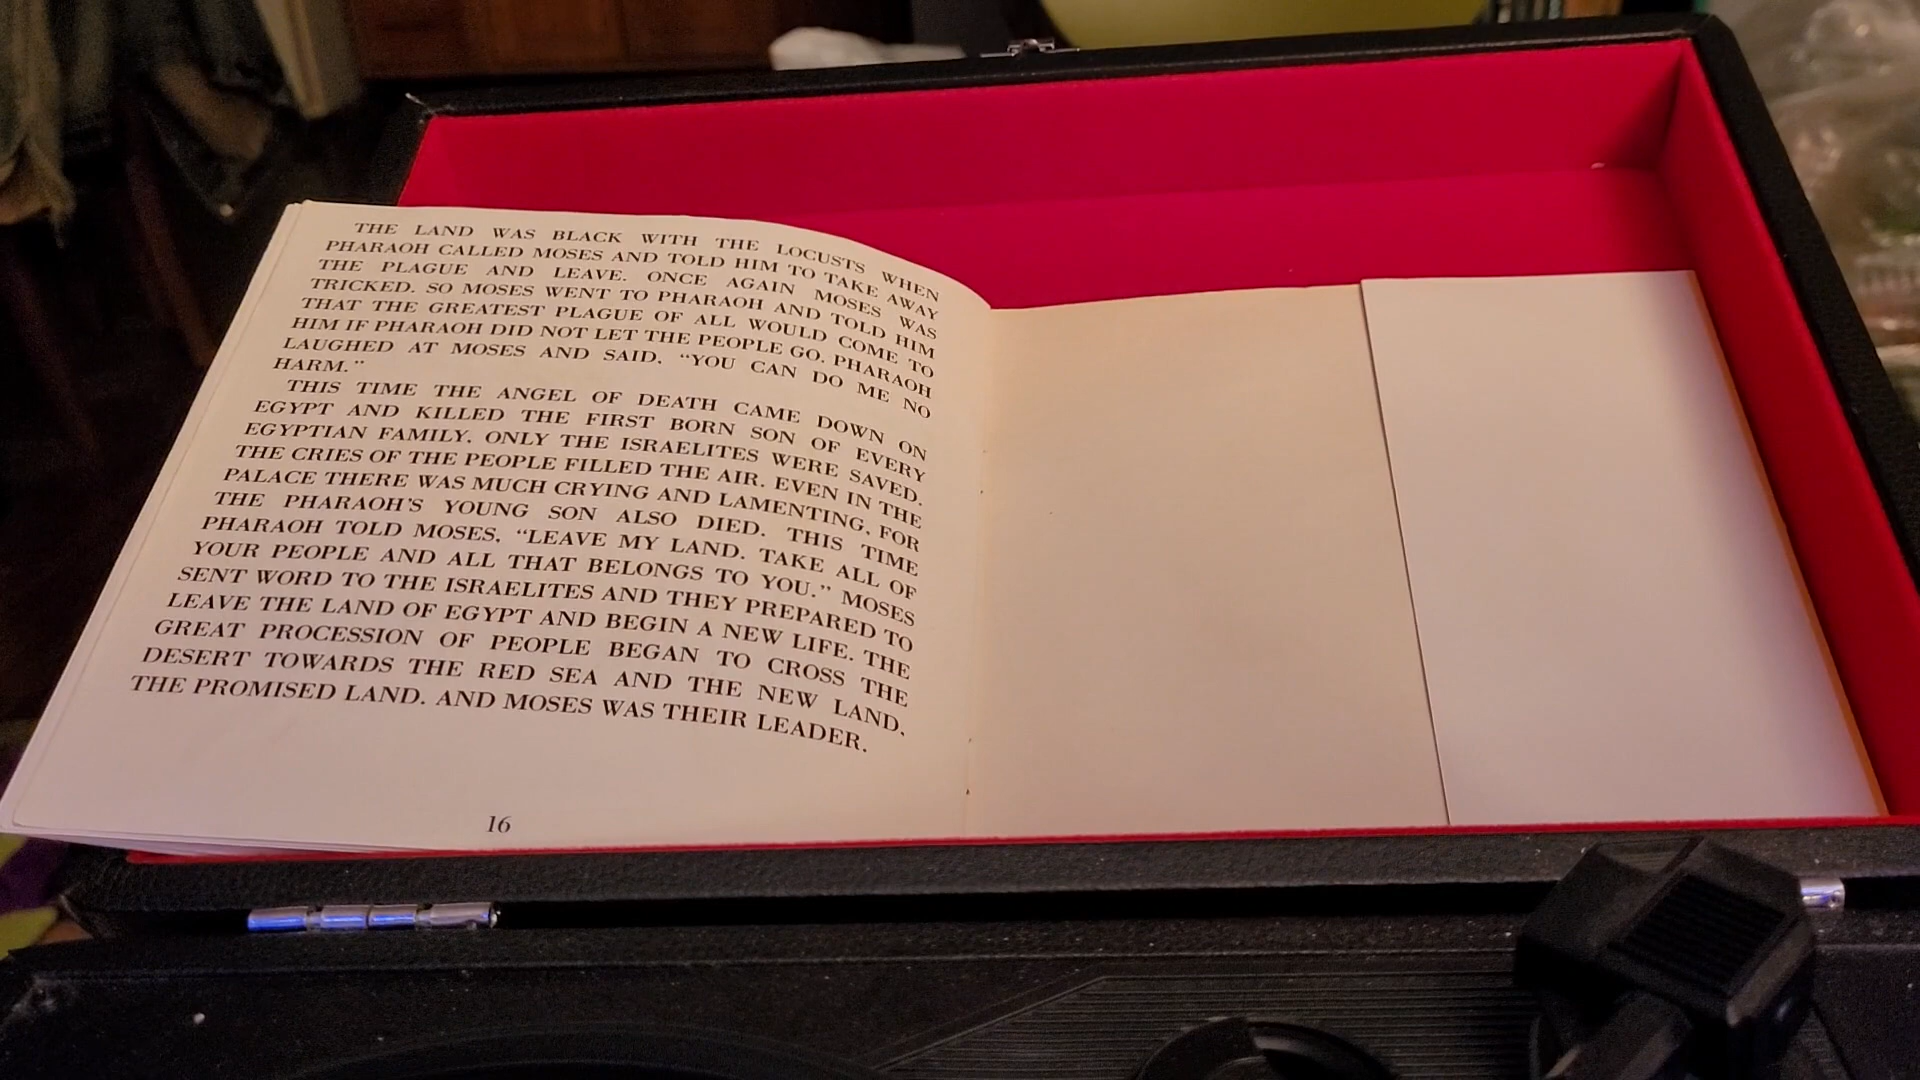 THE LAND WAS BLACK WITH THE LOCUSTS WHEN
PHARAOH CALLED MOSES AND TOLD HIM TO TAKE AWAY
THE PLAGUE AND LEAVE. ONCE AGAIN MOSES WAS
TRICKED. SO MOSES WENT TO PHARAOH AND TOLD HIM
THAT THE GREATEST PLAGUE OF ALL WOULD COME TO
HIM IF PHARAOH DID NOT LET THE PEOPLE GO. PHARAOH
LAUGHED AT MOSES AND SAID, “YOU CAN DO ME NO
HARM.”
THIS TIME THE ANGEL OF DEATH CAME DOWN ON
EGYPT AND KILLED THE FIRST BORN SON OF EVERY
EGYPTIAN FAMILY. ONLY THE ISRAELITES WERE SAVED.
THE CRIES OF THE PEOPLE FILLED THE AIR. EVEN IN THE
PALACE THERE WAS MUCH CRYING AND LAMENTING, FOR
THE PHARAOH'S YOUNG SON ALSO DIED. THIS TIME
PHARAOH TOLD MOSES, “LEAVE MY LAND. TAKE ALL OF
YOUR PEOPLE AND ALL THAT BELONGS TO YOU.” MOSES
SENT WORD TO THE ISRAELITES AND THEY PREPARED TO
LEAVE THE LAND OF EGYPT AND BEGIN A NEW LIFE. THE
GREAT PROCESSION OF PEOPLE BEGAN TO CROSS THE
DESERT TOWARDS THE RED SEA AND THE NEW LAND,
THE PROMISED LAND. AND MOSES WAS THEIR LEADER.
16